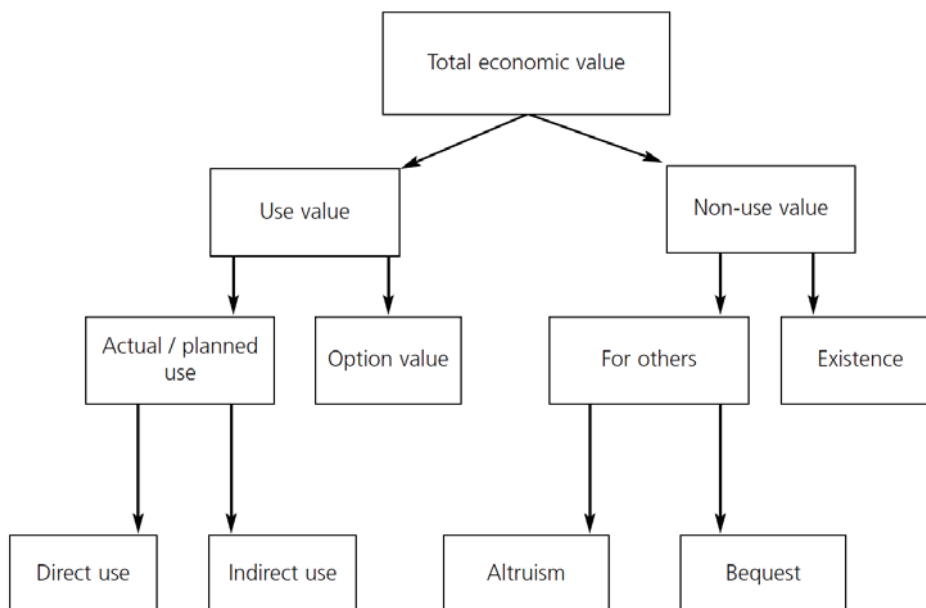 Total economic value
Use value
Non-use value
Actual / planned
use
Option value
For others
Existence
Direct use
Indirect use
Altruism
Bequest